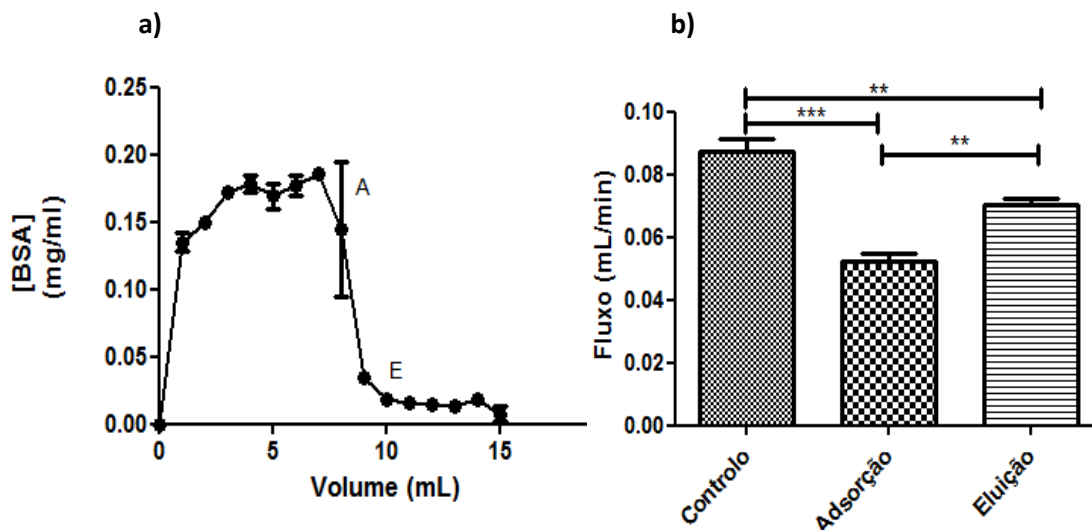 a)
[BSA]
(mg/ml)
0.25
0.20
0.15
0.10
0.05
0.00
A
E
0
5
10
15
Volume (mL)
b)
Fluxo (mL/min)
0.10
0.08
0.06
0.04
0.02
0.00
**
***
**
Controlo
Adsorção
Eluição